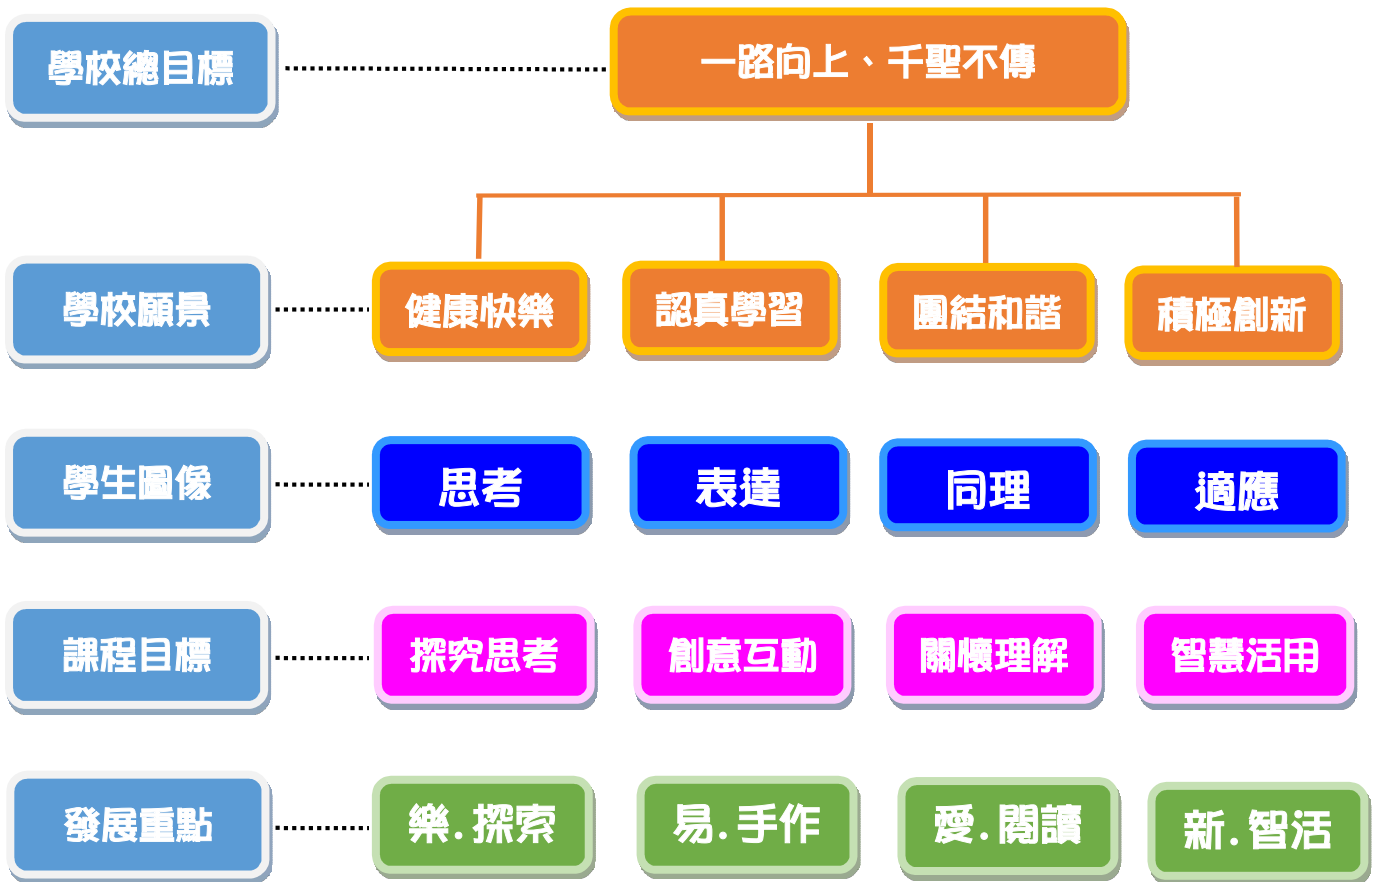 學校總目標
一路向上、千聖不傳
學校願景
健康快樂
認真學習
團結和諧
積極創新
學生圖像
思考
表達
同理
適應
課程目標
探究思考
創意互動
關懷理解
智慧活用
發展重點
樂.探索
易.手作
愛.閱讀
新.智活